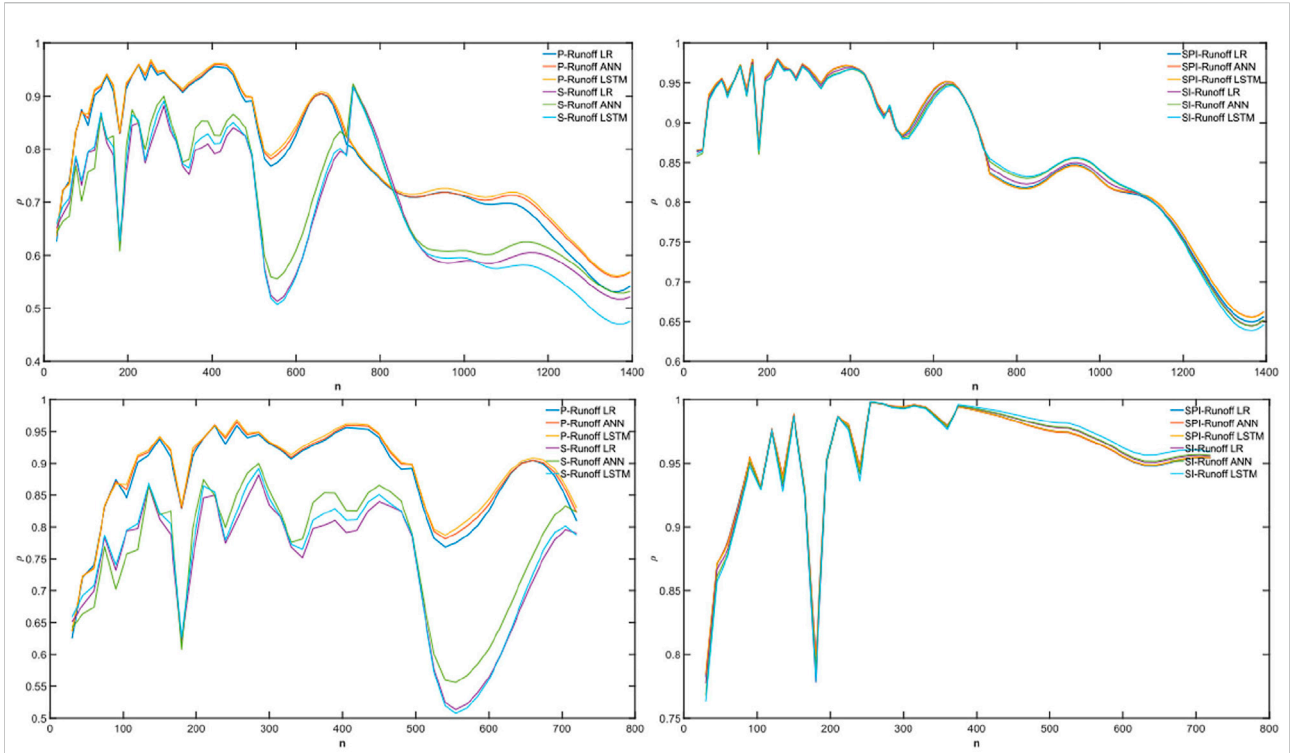 1
0.9
0.8
0.7
0.6
0.5
0.4
ρ
0 200 400 600 800 1000 1200 1400
n
P-Runoff LR
P-Runoff ANN
P-Runoff LSTM
S-Runoff LR
S-Runoff ANN
S-Runoff LSTM
1
0.95
0.9
0.85
0.8
0.75
0.7
0.65
0.6
ρ
0 200 400 600 800 1000 1200 1400
n
SPI-Runoff LR
SPI-Runoff ANN
SPI-Runoff LSTM
SI-Runoff LR
SI-Runoff ANN
SI-Runoff LSTM
1
0.95
0.9
0.85
0.8
0.75
0.7
0.65
0.6
0.55
0.5
ρ
0 100 200 300 400 500 600 700 800
n
P-Runoff LR
P-Runoff ANN
P-Runoff LSTM
S-Runoff LR
S-Runoff ANN
S-Runoff LSTM
1
0.95
0.9
0.85
0.8
0.75
ρ
0 100 200 300 400 500 600 700 800
n
SPI-Runoff LR
SPI-Runoff ANN
SPI-Runoff LSTM
SI-Runoff LR
SI-Runoff ANN
SI-Runoff LSTM